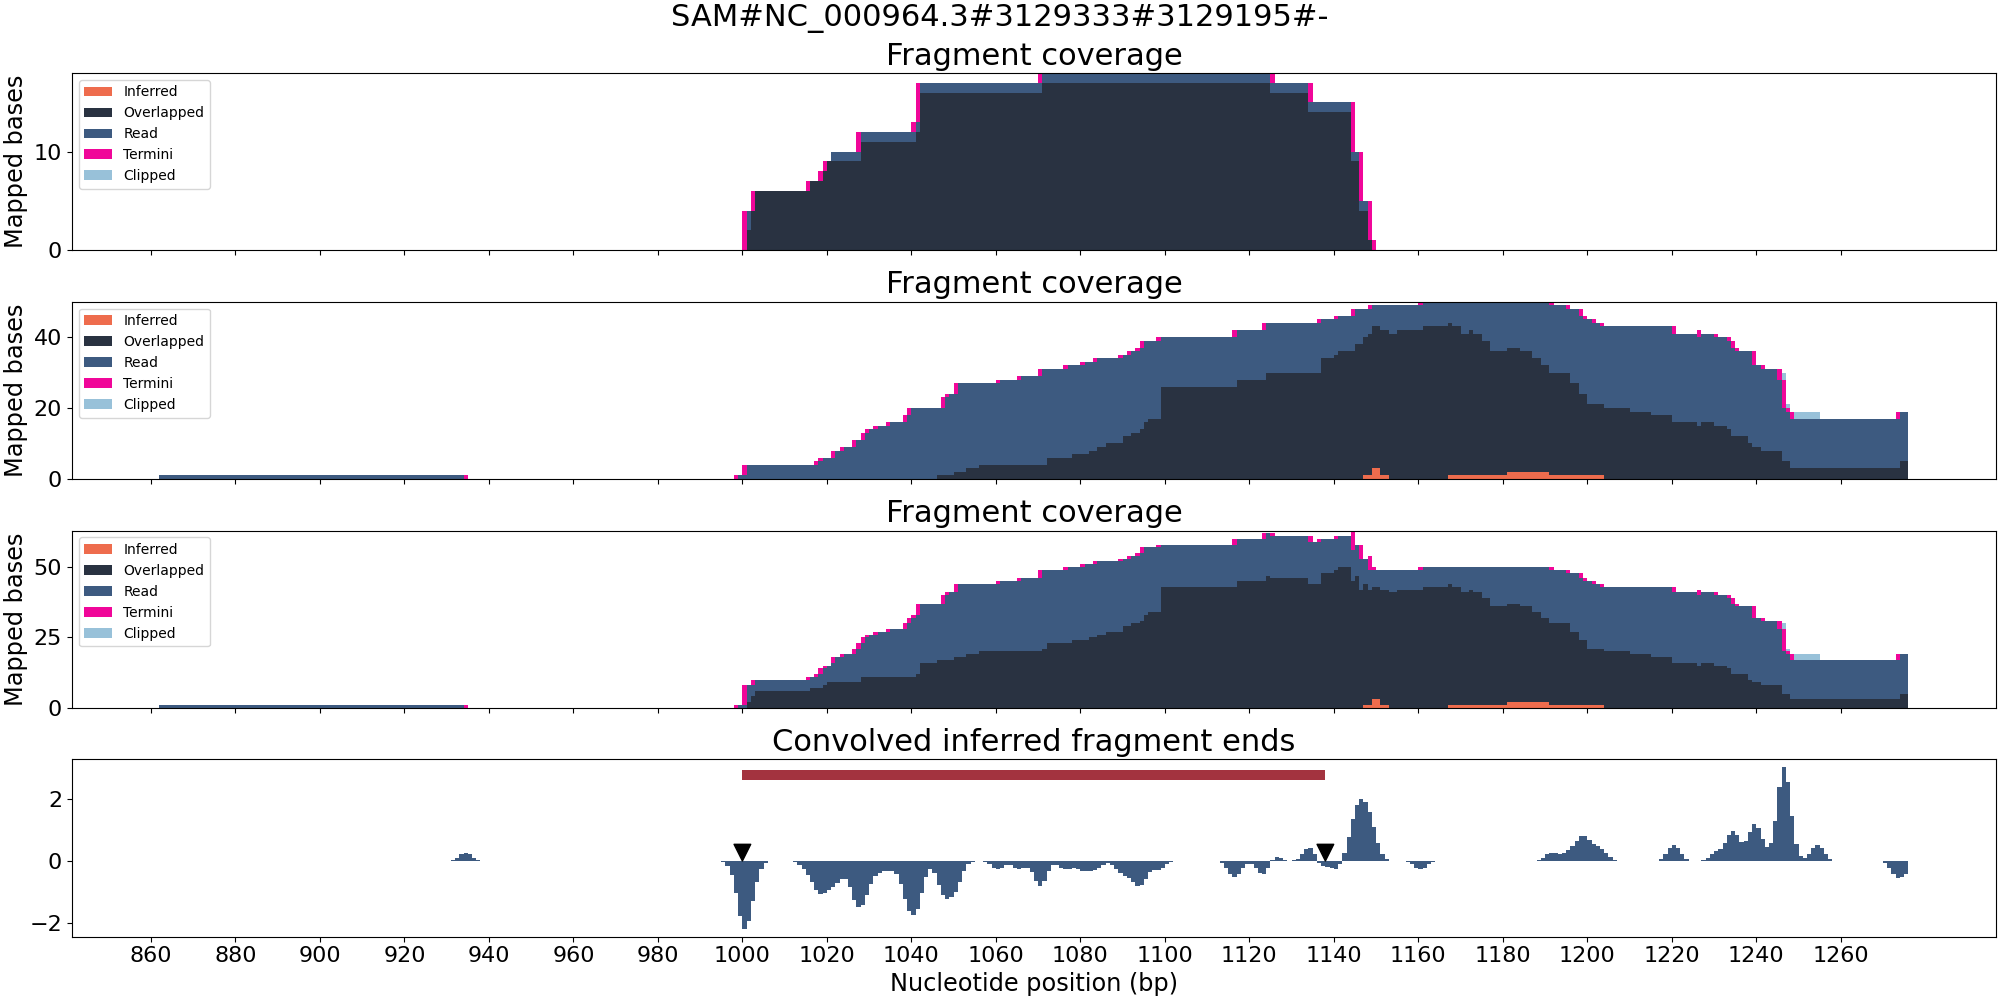 SAM#NC_000964.3#3129333#3129195#-
Fragment coverage
Mapped bases
10
0
Inferred
Overlapped
Read
Termini
Clipped
Fragment coverage
Mapped bases
40
20
0
Inferred
Overlapped
Read
Termini
Clipped
Fragment coverage
Mapped bases
50
25
0
Inferred
Overlapped
Read
Termini
Clipped
Convolved inferred fragment ends
2
0
−2
860 880 900 920 940 960 980 1000 1020 1040 1060 1080 1100 1120 1140 1160 1180 1200 1220 1240 1260
Nucleotide position (bp)